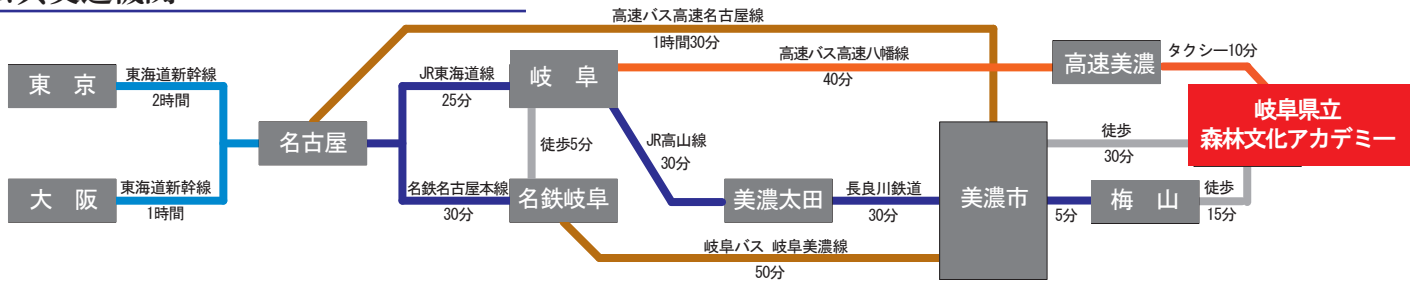 高速バス高速名古屋線
1時間30分
東 京
東海道新幹線
2時間
大 阪
東海道新幹線
1時間
名古屋
JR東海道線
25分
名鉄名古屋本線
30分
岐 阜
徒歩5分
名鉄岐阜
高速バス高速八幡線
40分
JR高山線
30分
美濃太田
長良川鉄道
30分
岐阜バス 岐阜美濃線
50分
美濃市
高速美濃
タクシー10分
徒歩
30分
5分
梅 山
徒歩
15分
岐阜県立
森林文化アカデミー